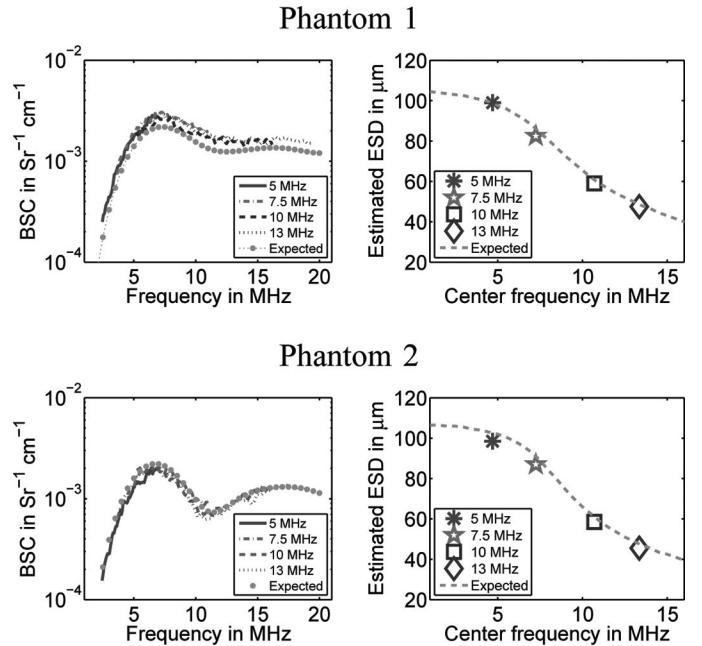 Phantom 1
BSC in Sr⁻¹ cm⁻¹
10⁻²
10⁻³
10⁻⁴
5 MHz
7.5 MHz
10 MHz
13 MHz
Expected
5 10 15 20
Frequency in MHz
Estimated ESD in μm
120
100
80
60
40
20
5 MHz
7.5 MHz
10 MHz
13 MHz
Expected
5 10 15
Center frequency in MHz
Phantom 2
BSC in Sr⁻¹ cm⁻¹
10⁻²
10⁻³
10⁻⁴
5 MHz
7.5 MHz
10 MHz
13 MHz
Expected
5 10 15 20
Frequency in MHz
Estimated ESD in μm
120
100
80
60
40
20
5 MHz
7.5 MHz
10 MHz
13 MHz
Expected
5 10 15
Center frequency in MHz